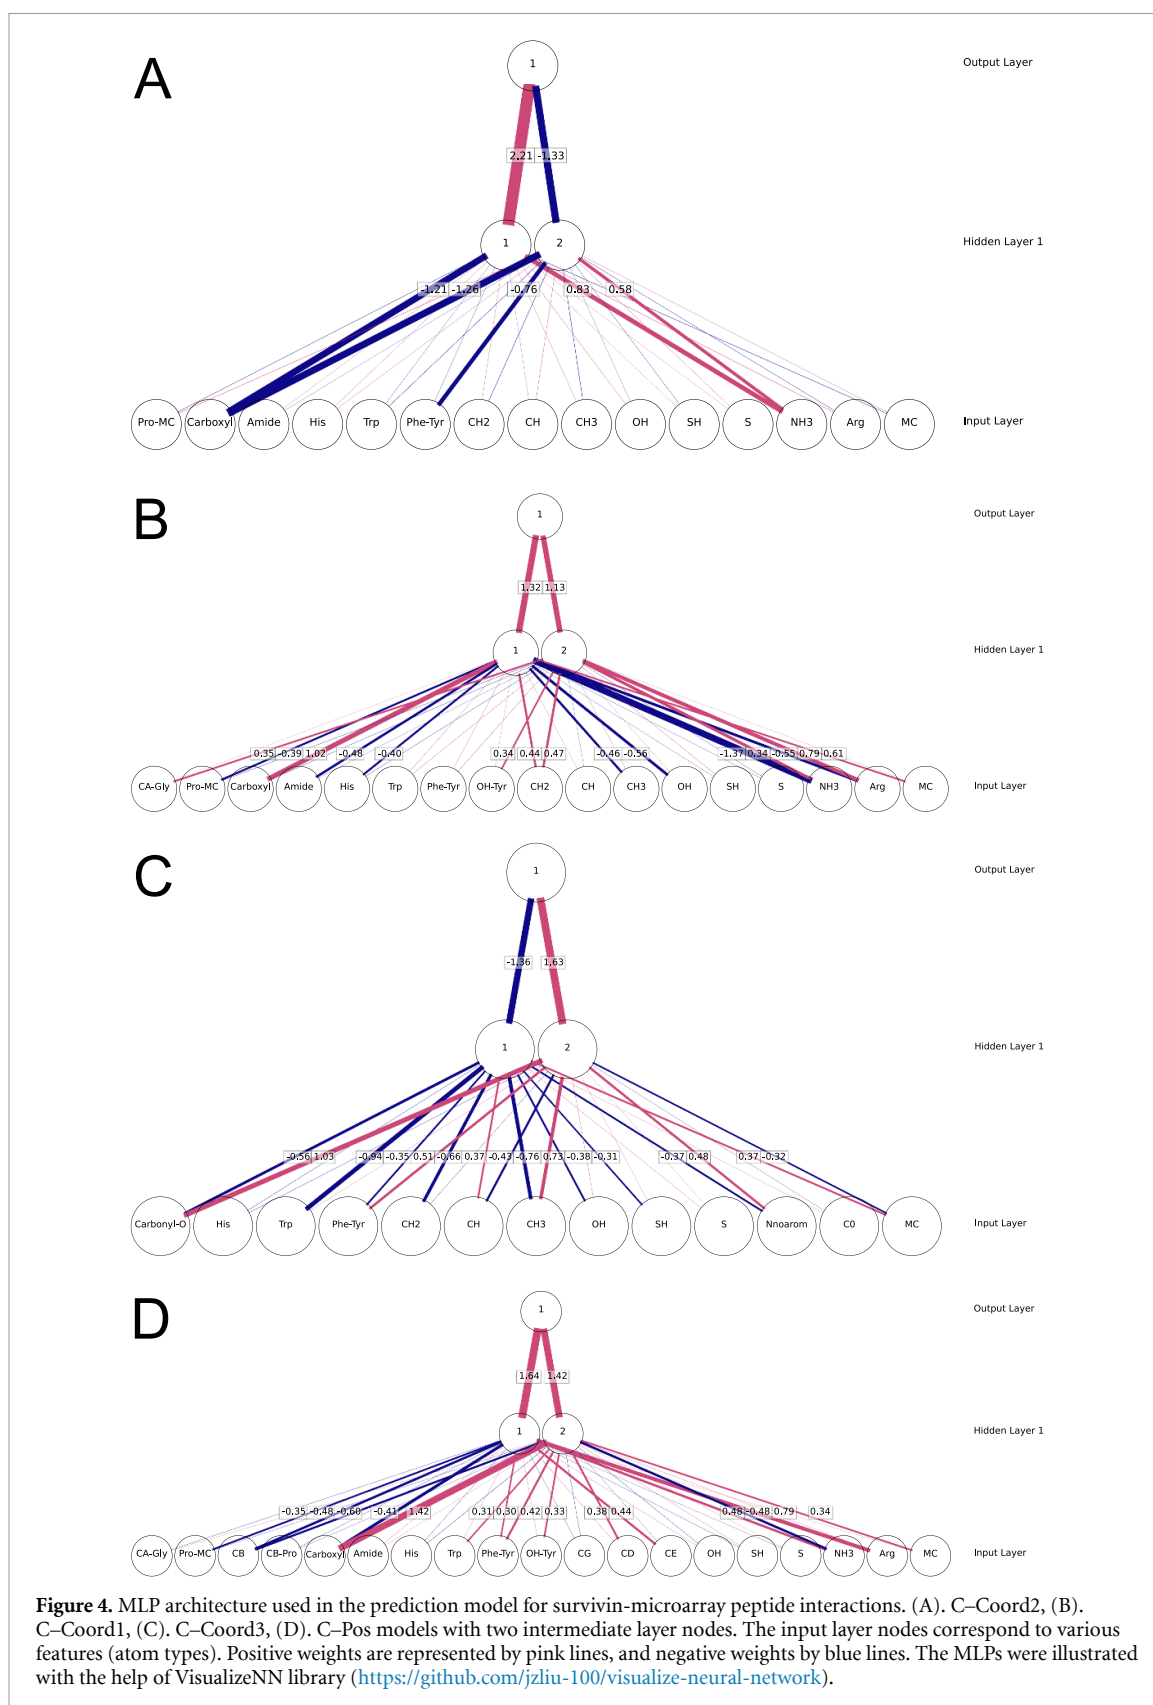 A
1
Output Layer
2.21 -1.33
1 2
Hidden Layer 1
-1.21 -1.26 -0.76 0.83 0.58
Pro-MC Carboxyl Amide His Trp Phe-Tyr CH2 CH CH3 OH SH S NH3 Arg MC
Input Layer
B
1
Output Layer
1.32 1.13
1 2
Hidden Layer 1
0.35 -0.39 1.02 -0.48 -0.40 0.34 0.44 0.47 -0.46 -0.56 -1.37 0.34 -0.55 0.79 0.61
CA-Gly Pro-MC Carboxyl Amide His Trp Phe-Tyr OH-Tyr CH2 CH CH3 OH SH S NH3 Arg MC
Input Layer
C
1
Output Layer
-1.36 1.63
1 2
Hidden Layer 1
-0.56 1.03 -0.94 -0.35 0.51 -0.66 0.37 -0.43 -0.76 0.73 -0.38 -0.31 -0.37 0.48 0.37 -0.32
Carbonyl-O His Trp Phe-Tyr CH2 CH CH3 OH SH S Nnoarom C0 MC
Input Layer
D
1
Output Layer
1.64 1.42
1 2
Hidden Layer 1
-0.35 -0.48 -0.60 -0.41 1.42 0.31 0.30 0.42 0.33 0.38 0.44 0.48 -0.48 0.79 0.34
CA-Gly Pro-MC CB CB-Pro Carboxyl Amide His Trp Phe-Tyr OH-Tyr CG CD CE OH SH S NH3 Arg MC
Input Layer
Figure 4. MLP architecture used in the prediction model for survivin-microarray peptide interactions. (A). C–Coord2, (B).
C–Coord1, (C). C–Coord3, (D). C–Pos models with two intermediate layer nodes. The input layer nodes correspond to various
features (atom types). Positive weights are represented by pink lines, and negative weights by blue lines. The MLPs were illustrated
with the help of VisualizeNN library (https://github.com/jzliu-100/visualize-neural-network).